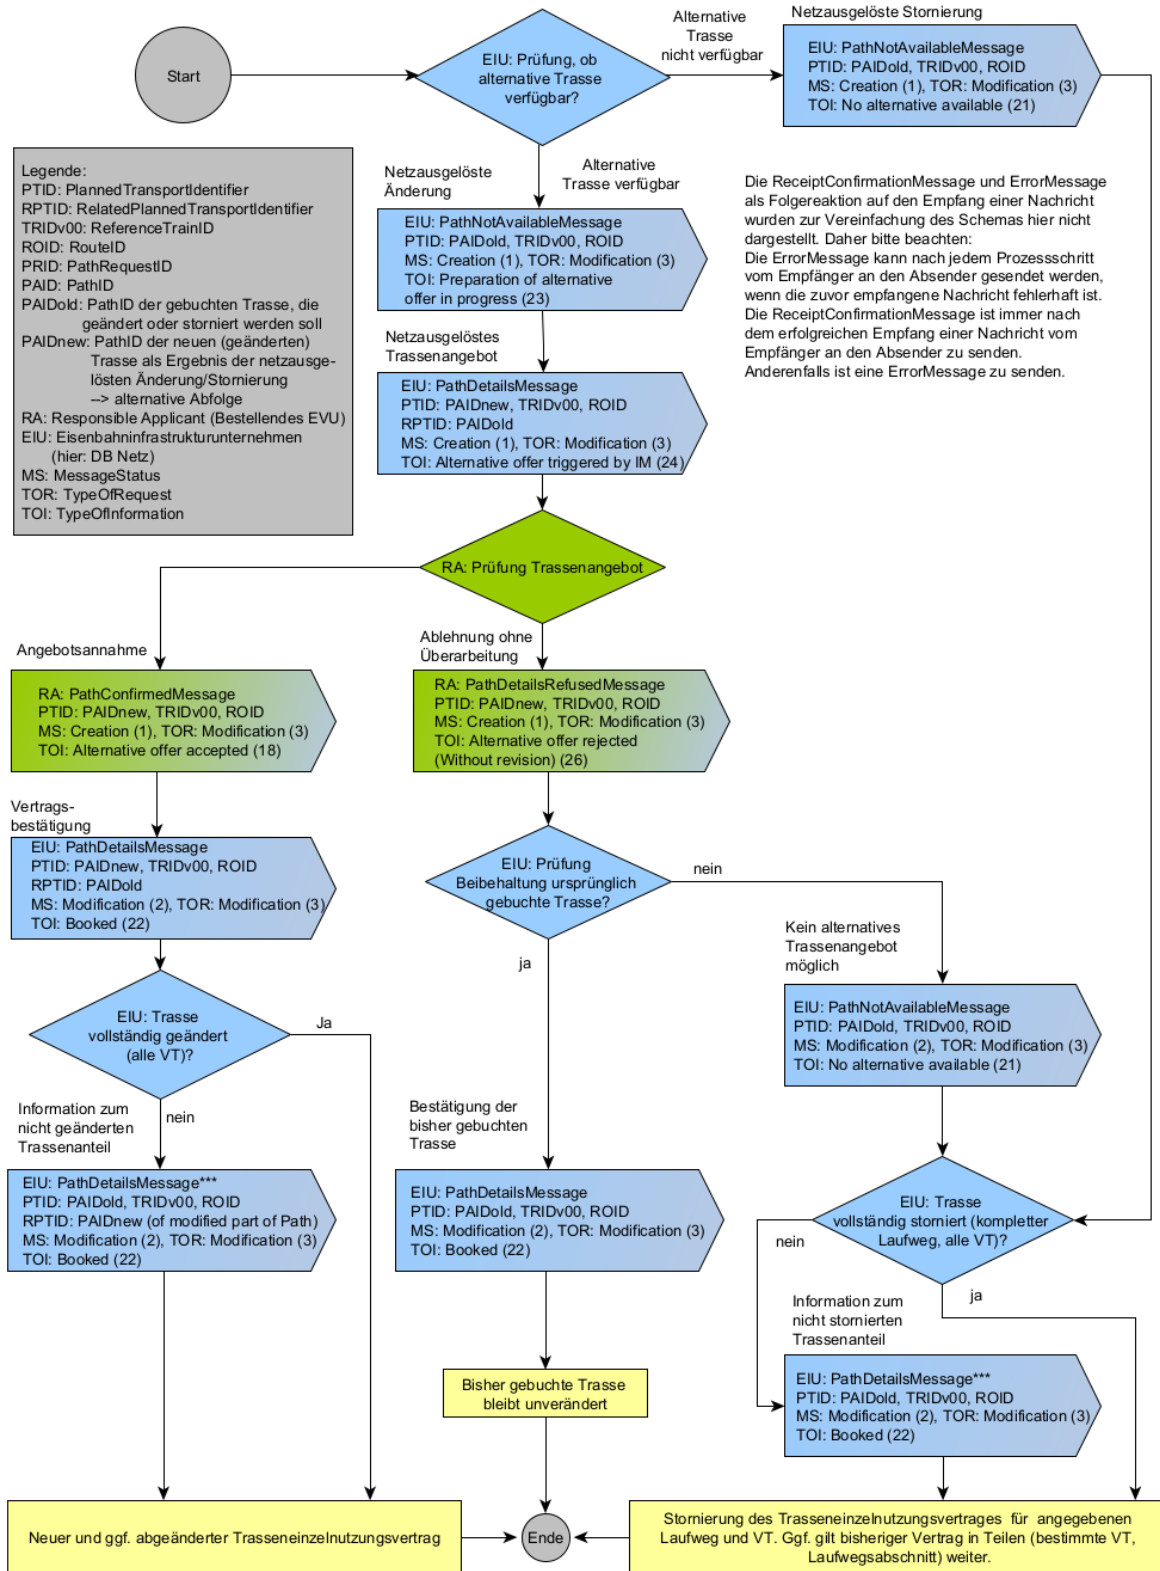 Start
EIU: Prüfung, ob
alternative Trasse
verfügbar?
Alternative
Trasse
nicht verfügbar
Netzausgelöste Stornierung
EIU: PathNotAvailableMessage
PTID: PAIDold, TRIDv00, ROID
MS: Creation (1), TOR: Modification (3)
TOI: No alternative available (21)
Legende:
PTID: PlannedTransportIdentifier
RPTID: RelatedPlannedTransportIdentifier
TRIDv00: ReferenceTrainID
ROID: RouteID
PRID: PathRequestID
PAID: PathID
PAIDold: PathID der gebuchten Trasse, die
geändert oder storniert werden soll
PAIDnew: PathID der neuen (geänderten)
Trasse als Ergebnis der netzausge-
lösten Änderung/Stornierung
--> alternative Abfolge
RA: Responsible Applicant (Bestellendes EVU)
EIU: Eisenbahninfrastrukturunternehmen
(hier: DB Netz)
MS: MessageStatus
TOR: TypeOfRequest
TOI: TypeOfInformation
Netzausgelöste
Änderung
Alternative
Trasse verfügbar
EIU: PathNotAvailableMessage
PTID: PAIDold, TRIDv00, ROID
MS: Creation (1), TOR: Modification (3)
TOI: Preparation of alternative
offer in progress (23)
Die ReceiptConfirmationMessage und ErrorMessage
als Folgereaktion auf den Empfang einer Nachricht
wurden zur Vereinfachung des Schemas hier nicht
dargestellt. Daher bitte beachten:
Die ErrorMessage kann nach jedem Prozessschritt
vom Empfänger an den Absender gesendet werden,
wenn die zuvor empfangene Nachricht fehlerhaft ist.
Die ReceiptConfirmationMessage ist immer nach
dem erfolgreichen Empfang einer Nachricht vom
Empfänger an den Absender zu senden.
Anderenfalls ist eine ErrorMessage zu senden.
Netzausgelöstes
Trassenangebot
EIU: PathDetailsMessage
PTID: PAIDnew, TRIDv00, ROID
RPTID: PAIDold
MS: Creation (1), TOR: Modification (3)
TOI: Alternative offer triggered by IM (24)
RA: Prüfung Trassenangebot
Angebotsannahme
RA: PathConfirmedMessage
PTID: PAIDnew, TRIDv00, ROID
MS: Creation (1), TOR: Modification (3)
TOI: Alternative offer accepted (18)
Ablehnung ohne
Überarbeitung
RA: PathDetailsRefusedMessage
PTID: PAIDnew, TRIDv00, ROID
MS: Creation (1), TOR: Modification (3)
TOI: Alternative offer rejected
(Without revision) (26)
Vertrags-
bestätigung
EIU: PathDetailsMessage
PTID: PAIDnew, TRIDv00, ROID
RPTID: PAIDold
MS: Modification (2), TOR: Modification (3)
TOI: Booked (22)
EIU: Prüfung
Beibehaltung ursprünglich
gebuchte Trasse?
nein
ja
Kein alternatives
Trassenangebot
möglich
EIU: PathNotAvailableMessage
PTID: PAIDold, TRIDv00, ROID
MS: Modification (2), TOR: Modification (3)
TOI: No alternative available (21)
EIU: Trasse
vollständig geändert
(alle VT)?
Ja
nein
Information zum
nicht geänderten
Trassenanteil
EIU: PathDetailsMessage***
PTID: PAIDold, TRIDv00, ROID
RPTID: PAIDnew (of modified part of Path)
MS: Modification (2), TOR: Modification (3)
TOI: Booked (22)
Bestätigung der
bisher gebuchten
Trasse
EIU: PathDetailsMessage
PTID: PAIDold, TRIDv00, ROID
MS: Modification (2), TOR: Modification (3)
TOI: Booked (22)
EIU: Trasse
vollständig storniert (kompletter
Laufweg, alle VT)?
nein
ja
Information zum
nicht stornierten
Trassenanteil
EIU: PathDetailsMessage***
PTID: PAIDold, TRIDv00, ROID
MS: Modification (2), TOR: Modification (3)
TOI: Booked (22)
Bisher gebuchte Trasse
bleibt unverändert
Neuer und ggf. abgeänderter Trasseneinzelnutzungsvertrag
Ende
Stornierung des Trasseneinzelnutzungsvertrages für angegebenen
Laufweg und VT. Ggf. gilt bisheriger Vertrag in Teilen (bestimmte VT,
Laufwegsabschnitt) weiter.